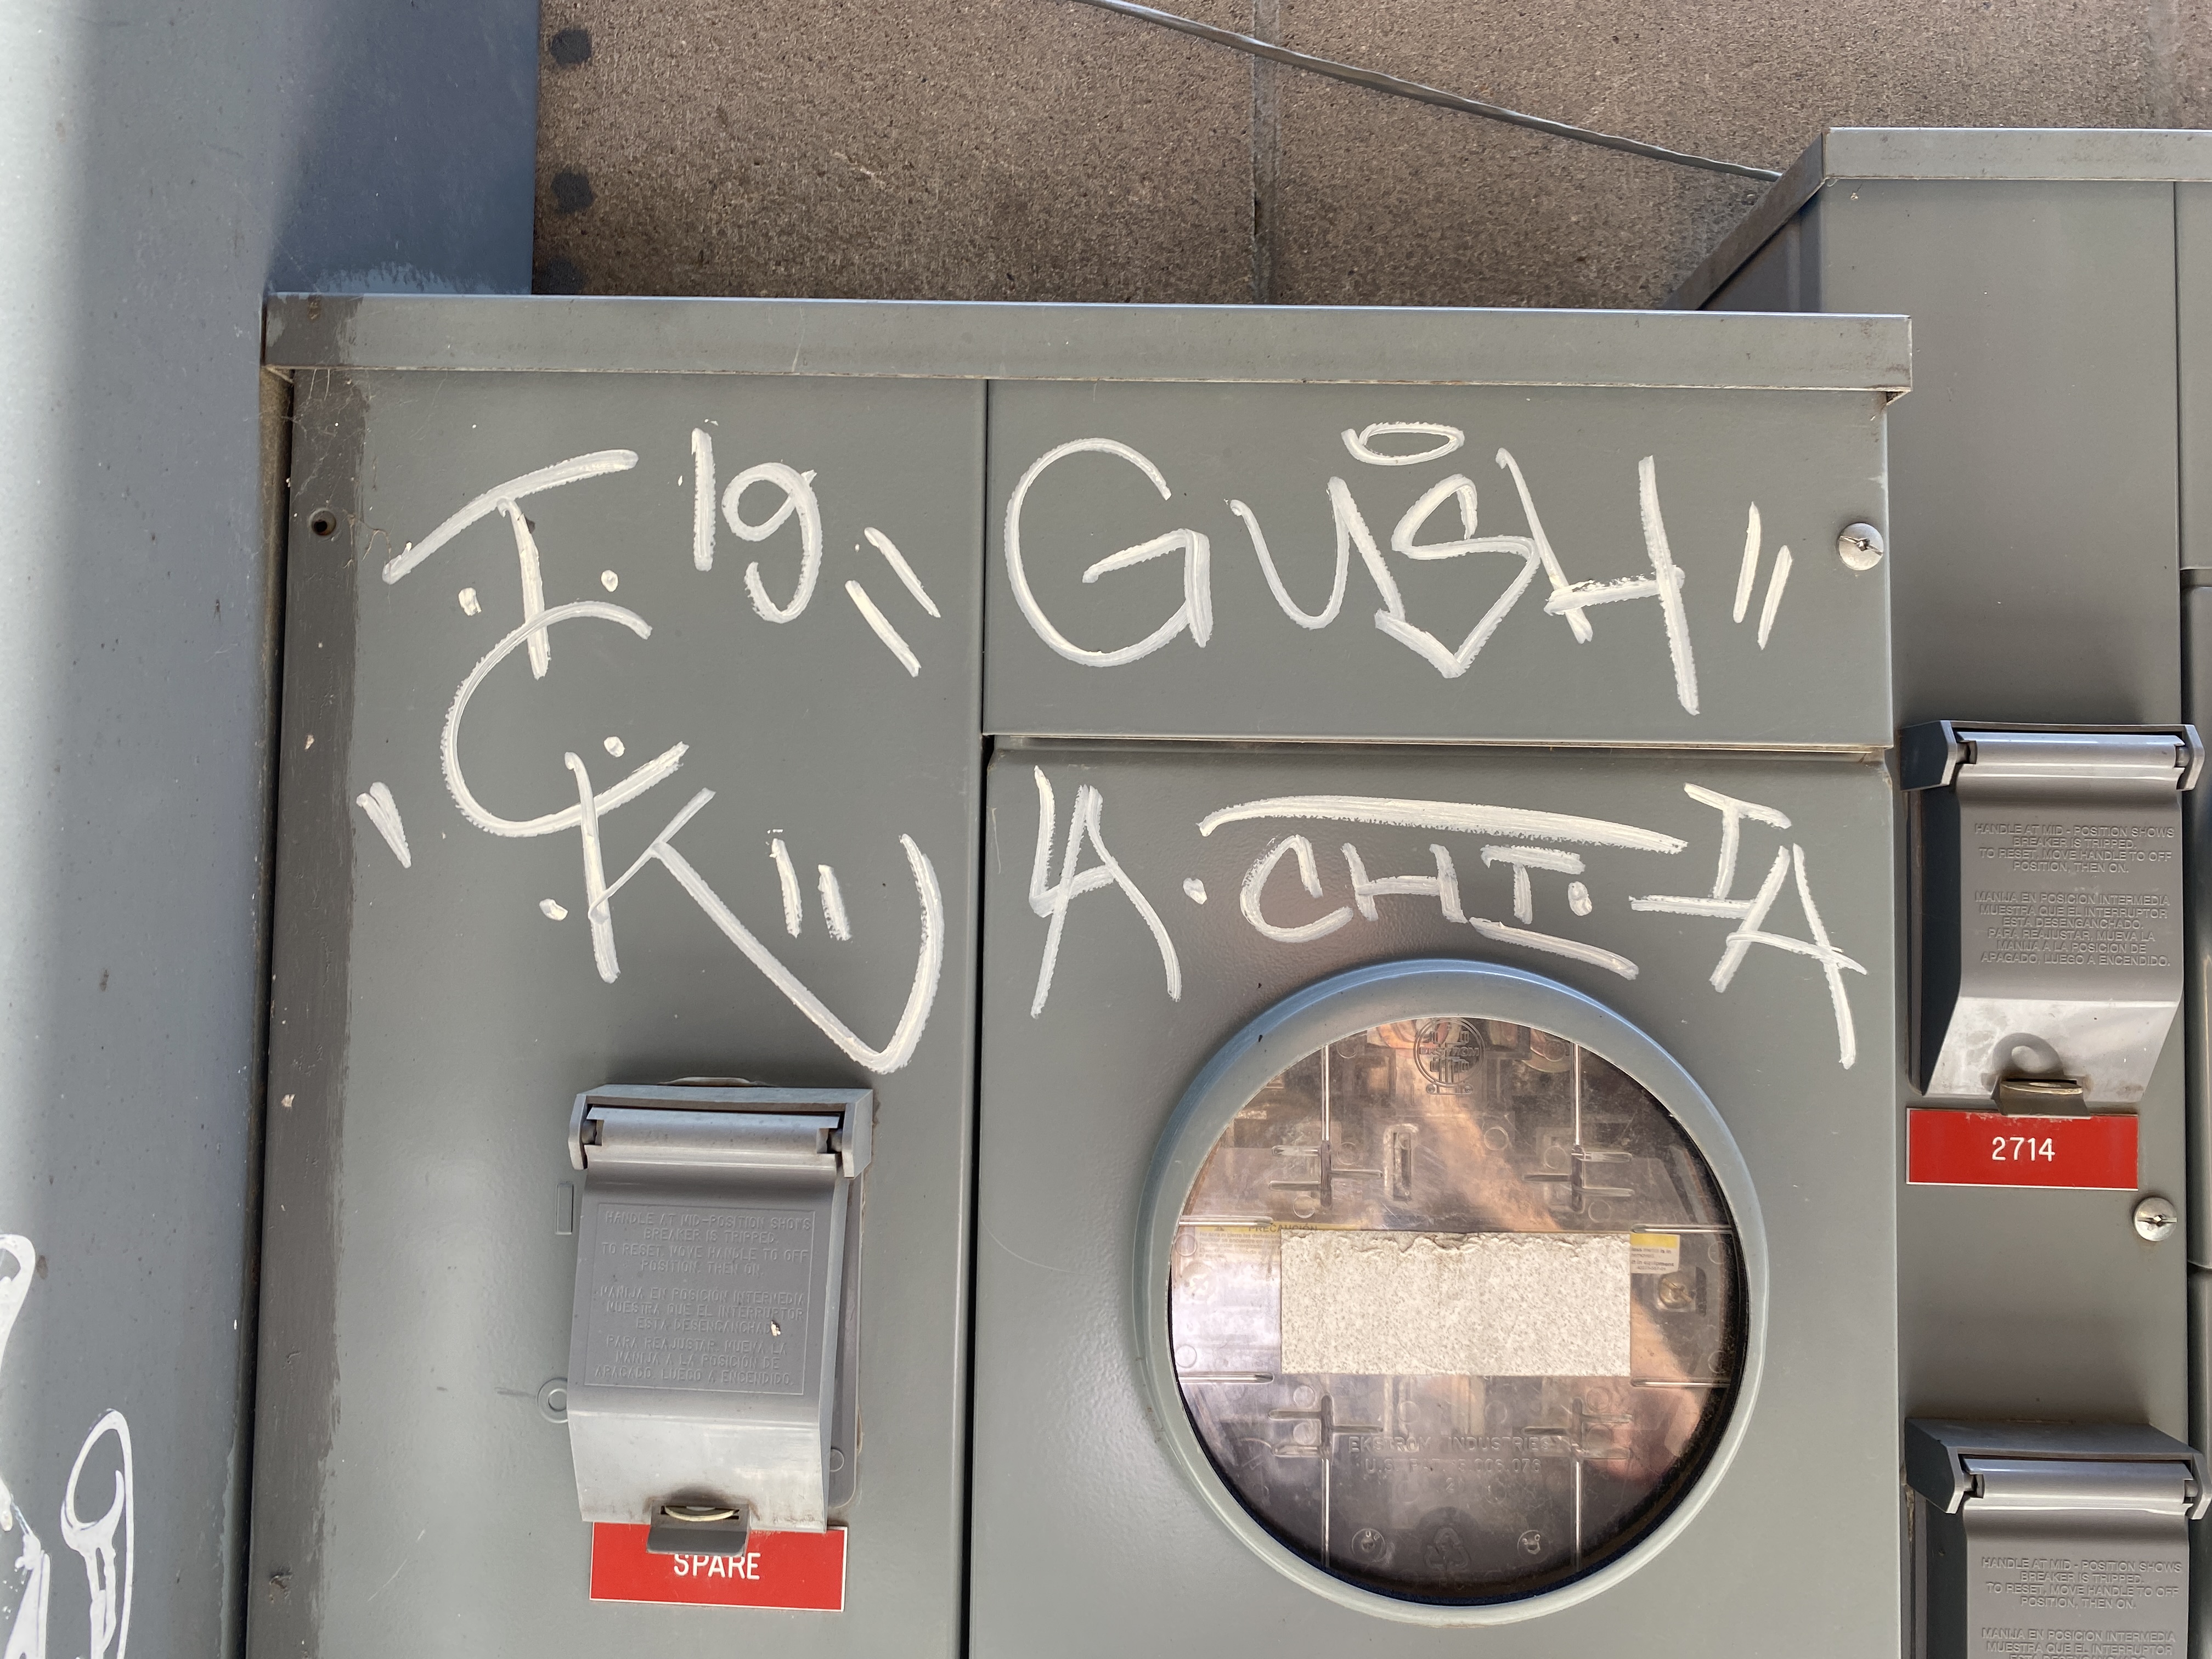 T.C.K
'19
"GUSH"
LA. CHT. IA
HANDLE AT MID-POSITION SHOWS
BREAKER IS TRIPPED.
TO RESET, MOVE HANDLE TO OFF
POSITION, THEN ON.
MANIJA EN POSICION INTERMEDIA
MUESTRA QUE EL INTERRUPTOR
ESTA DESENGANCHADO.
PARA REAJUSTAR, MUEVA LA
MANIJA A LA POSICION DE
APAGADO, LUEGO A ENCENDIDO.
SPARE
PRECAUCIÓN
EKSTROM INDUSTRIES
HANDLE AT MID - POSITION SHOWS
BREAKER IS TRIPPED.
TO RESET, MOVE HANDLE TO OFF
POSITION, THEN ON.
MANIJA EN POSICION INTERMEDIA
MUESTRA QUE EL INTERRUPTOR
ESTA DESENGANCHADO.
PARA REAJUSTAR, MUEVA LA
MANIJA A LA POSICION DE
APAGADO, LUEGO A ENCENDIDO.
2714
HANDLE AT MID - POSITION SHOWS
BREAKER IS TRIPPED.
TO RESET, MOVE HANDLE TO OFF
POSITION, THEN ON.
MANIJA EN POSICION INTERMEDIA
MUESTRA QUE EL INTERRUPTOR